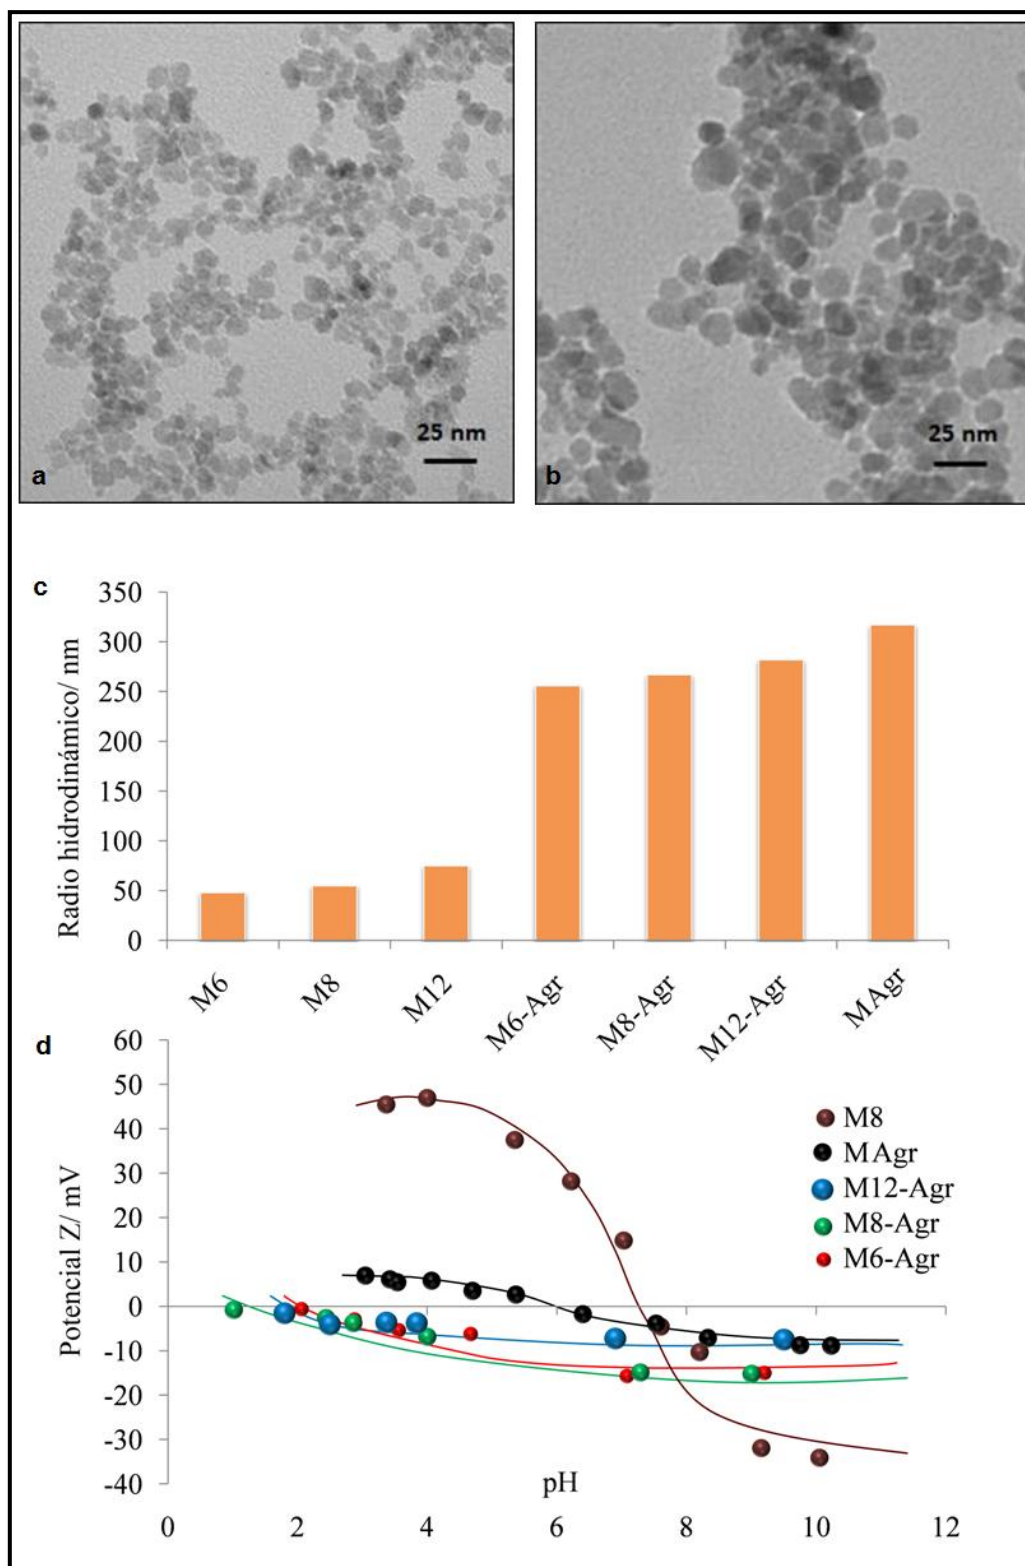 25 nm
a
25 nm
b
c
Radio hidrodinámico/ nm
350
300
250
200
150
100
50
0
M6
M8
M12
M6-Agr
M8-Agr
M12-Agr
MAgr
d
Potencial Z/ mV
60
50
40
30
20
10
0
-10
-20
-30
-40
M8
MAgr
M12-Agr
M8-Agr
M6-Agr
pH
0 2 4 6 8 10 12